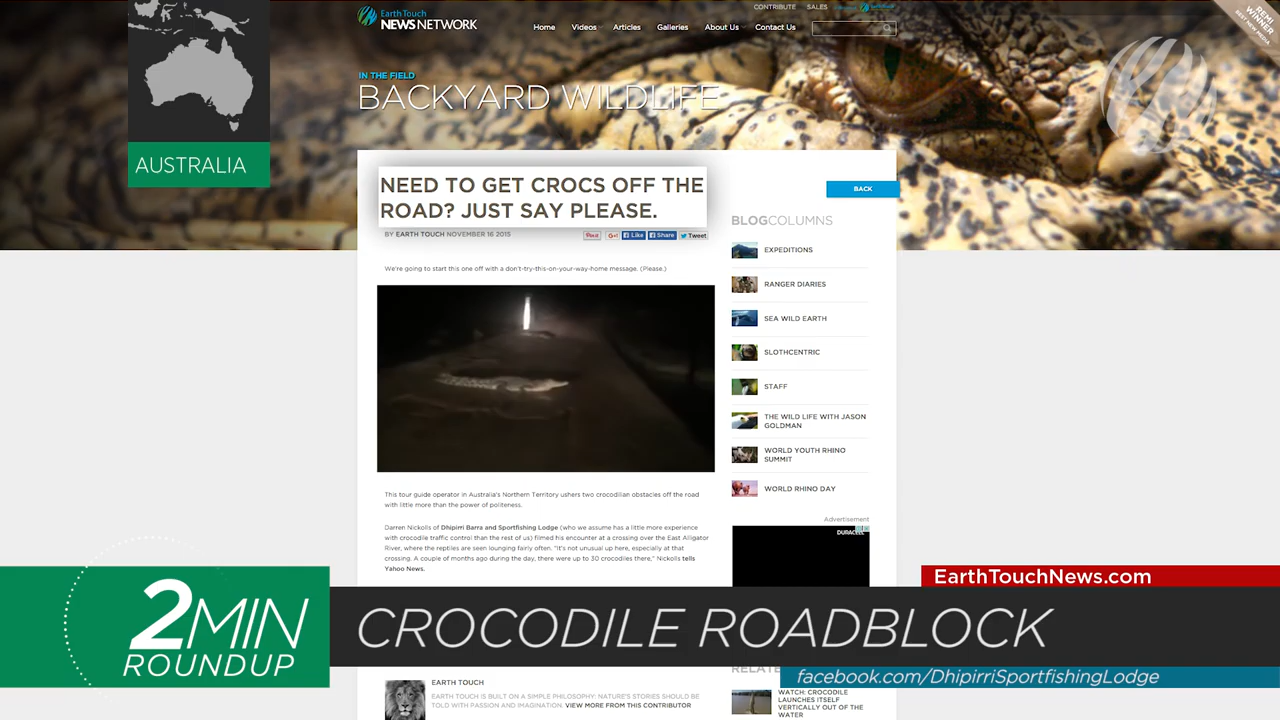 Earth Touch
NEWS NETWORK
CONTRIBUTE SALES
Home Videos Articles Galleries About Us Contact Us
REMI
WINNER
BEST NEW MEDIA
IN THE FIELD
BACKYARD WILDLIFE
AUSTRALIA
NEED TO GET CROCS OFF THE
ROAD? JUST SAY PLEASE.
BACK
BY EARTH TOUCH NOVEMBER 16 2015
Pin it G+1 Like Share Tweet
We're going to start this one off with a don't-try-this-on-your-way-home message. (Please.)
BLOGCOLUMNS
EXPEDITIONS
RANGER DIARIES
SEA WILD EARTH
SLOTHCENTRIC
STAFF
THE WILD LIFE WITH JASON
GOLDMAN
WORLD YOUTH RHINO
SUMMIT
WORLD RHINO DAY
Advertisement
DURACELL
This tour guide operator in Australia's Northern Territory ushers two crocodilian obstacles off the road
with little more than the power of politeness.
Darren Nickolls of Dhipirri Barra and Sportfishing Lodge (who we assume has a little more experience
with crocodile traffic control than the rest of us) filmed his encounter at a crossing over the East Alligator
River, where the reptiles are seen lounging fairly often. "It's not unusual up here, especially at that
crossing. A couple of months ago during the day, there were up to 30 crocodiles there," Nickolls tells
Yahoo News.
EarthTouchNews.com
2MIN
ROUNDUP
CROCODILE ROADBLOCK
facebook.com/DhipirriSportfishingLodge
RELATE
EARTH TOUCH
EARTH TOUCH IS BUILT ON A SIMPLE PHILOSOPHY: NATURE'S STORIES SHOULD BE
TOLD WITH PASSION AND IMAGINATION. VIEW MORE FROM THIS CONTRIBUTOR
WATCH: CROCODILE
LAUNCHES ITSELF
VERTICALLY OUT OF THE
WATER